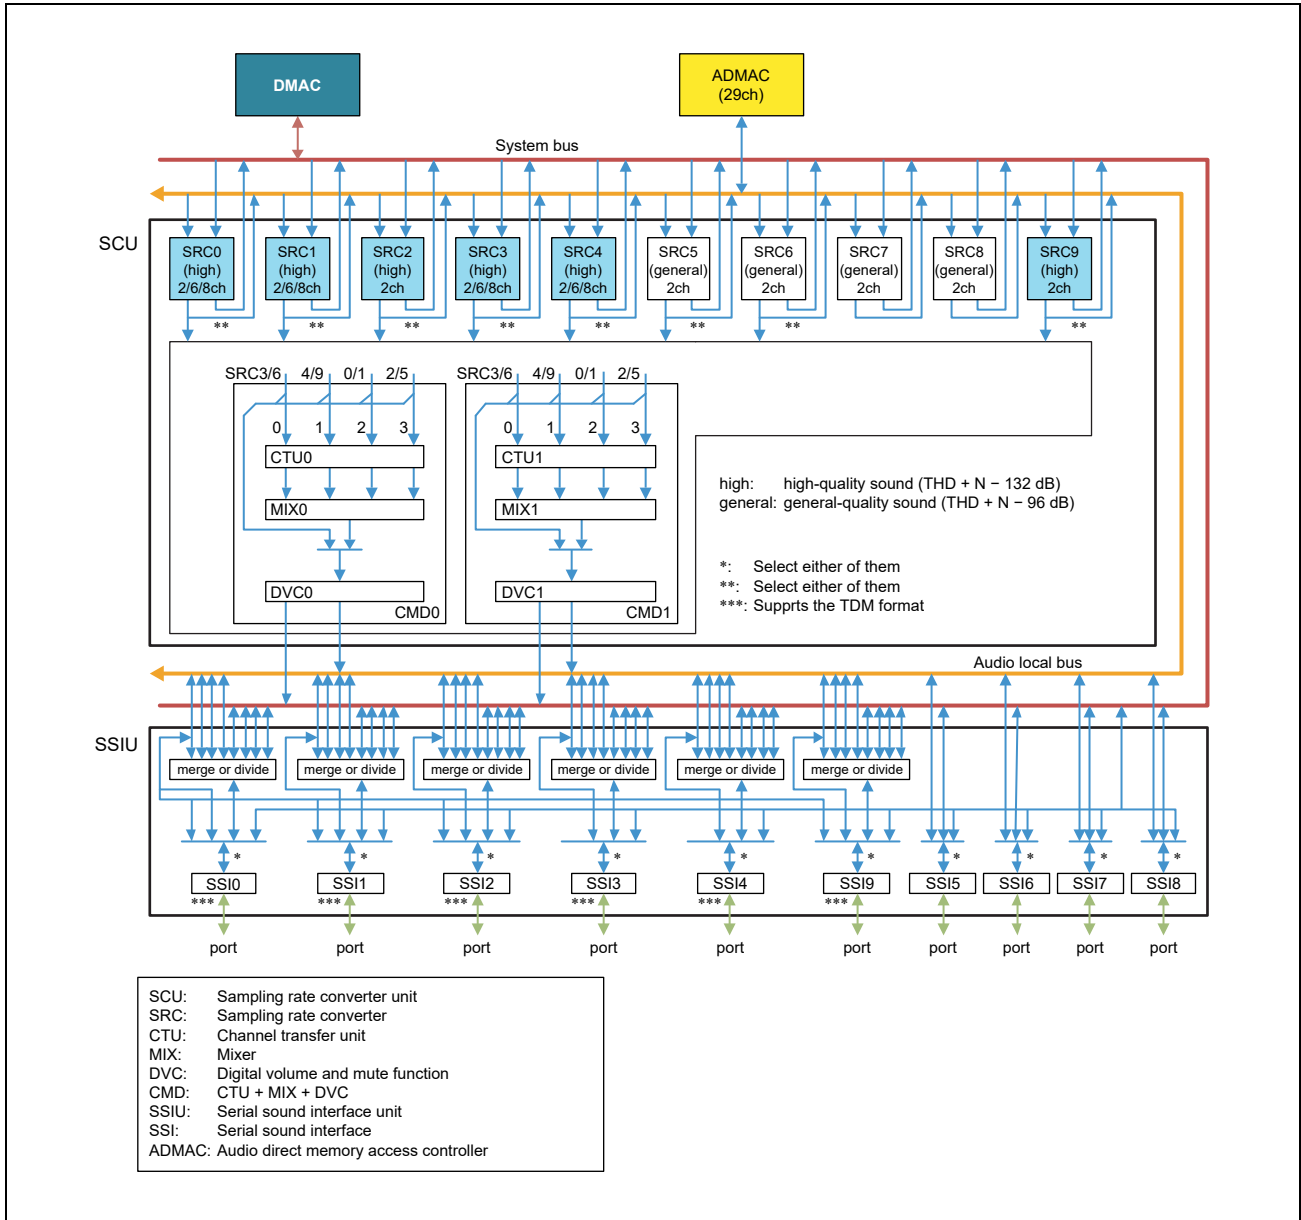 DMAC
ADMAC
(29ch)
System bus
SCU
SRC0
(high)
2/6/8ch
SRC1
(high)
2/6/8ch
SRC2
(high)
2ch
SRC3
(high)
2/6/8ch
SRC4
(high)
2/6/8ch
SRC5
(general)
2ch
SRC6
(general)
2ch
SRC7
(general)
2ch
SRC8
(general)
2ch
SRC9
(high)
2ch
** ** ** ** ** ** ** **
SRC3/6 4/9 0/1 2/5
0 1 2 3
CTU0
MIX0
DVC0
CMD0
SRC3/6 4/9 0/1 2/5
0 1 2 3
CTU1
MIX1
DVC1
CMD1
high: high-quality sound (THD + N − 132 dB)
general: general-quality sound (THD + N − 96 dB)
*: Select either of them
**: Select either of them
***: Supprts the TDM format
Audio local bus
SSIU
merge or divide merge or divide merge or divide merge or divide merge or divide merge or divide
* * * * * * * * * *
SSI0 SSI1 SSI2 SSI3 SSI4 SSI9 SSI5 SSI6 SSI7 SSI8
*** *** *** *** *** ***
port port port port port port port port port port
SCU: Sampling rate converter unit
SRC: Sampling rate converter
CTU: Channel transfer unit
MIX: Mixer
DVC: Digital volume and mute function
CMD: CTU + MIX + DVC
SSIU: Serial sound interface unit
SSI: Serial sound interface
ADMAC: Audio direct memory access controller